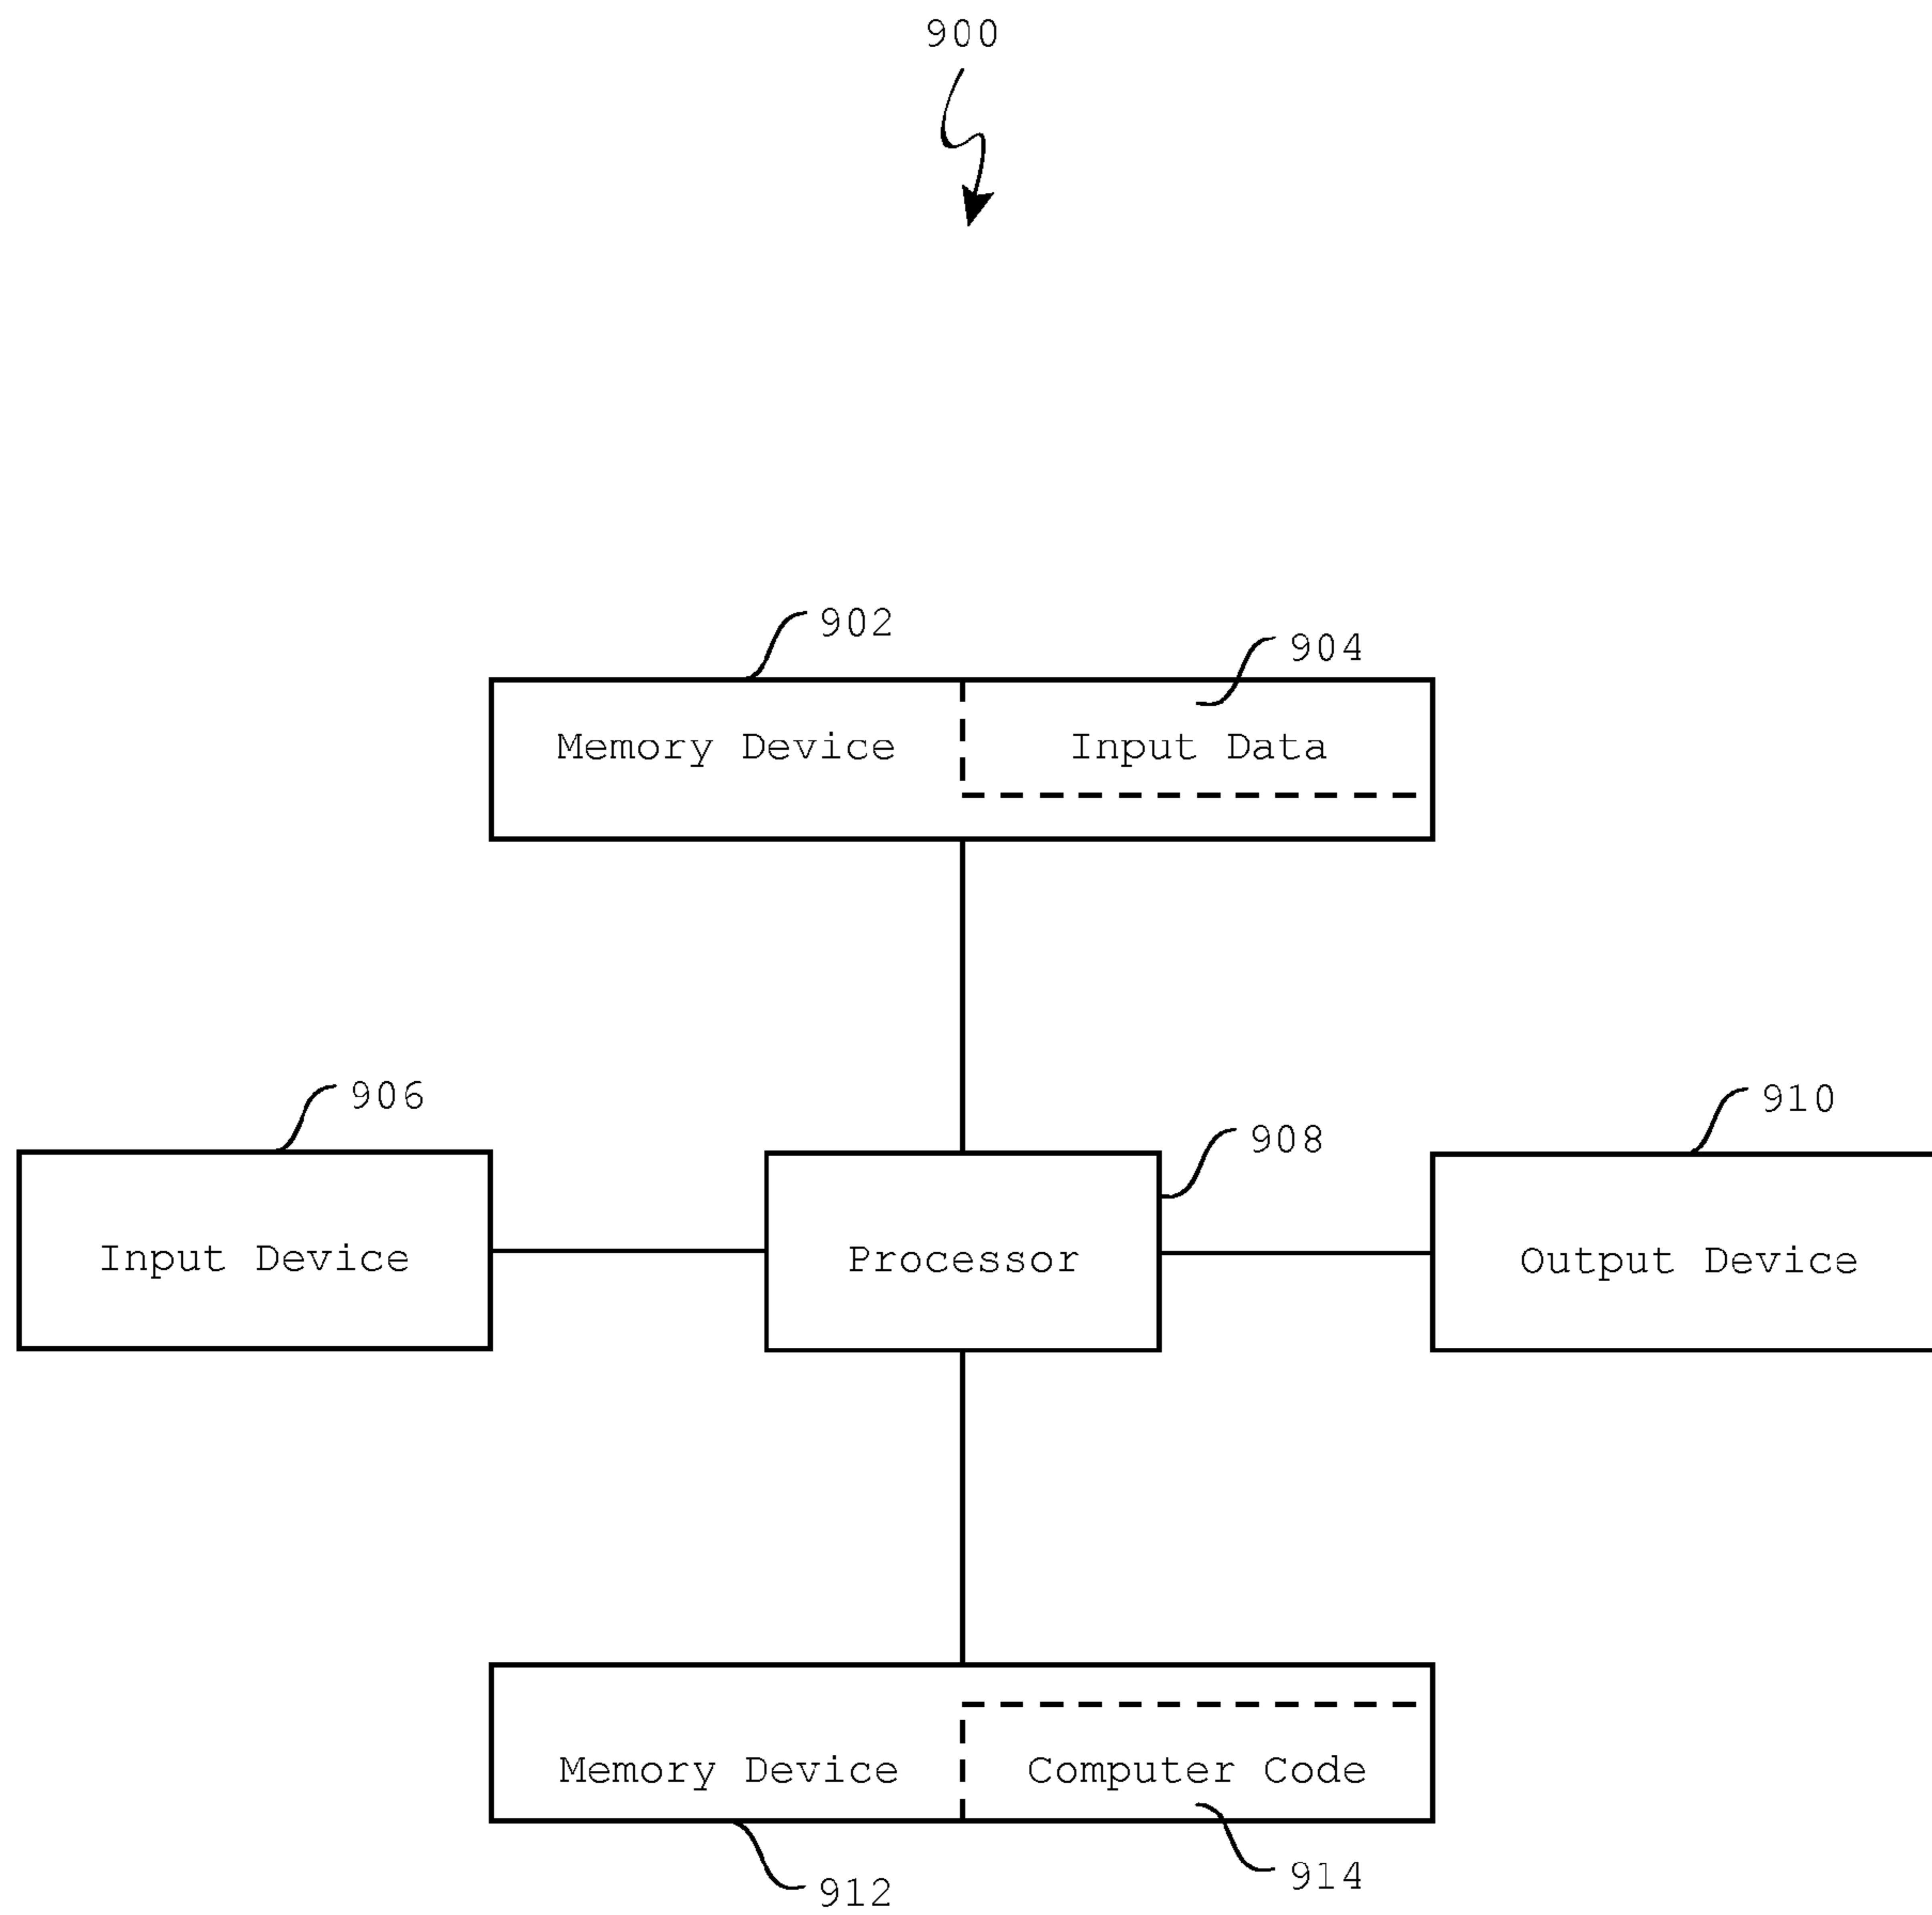 900
902
904
Memory Device
Input Data
906
908
910
Input Device
Processor
Output Device
Memory Device
Computer Code
912
914